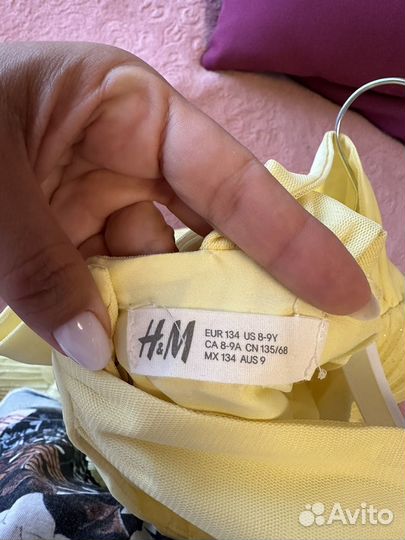 H&M
EUR 134 US 8-9Y
CA 8-9A CN 135/68
MX 134 AUS 9
Avito